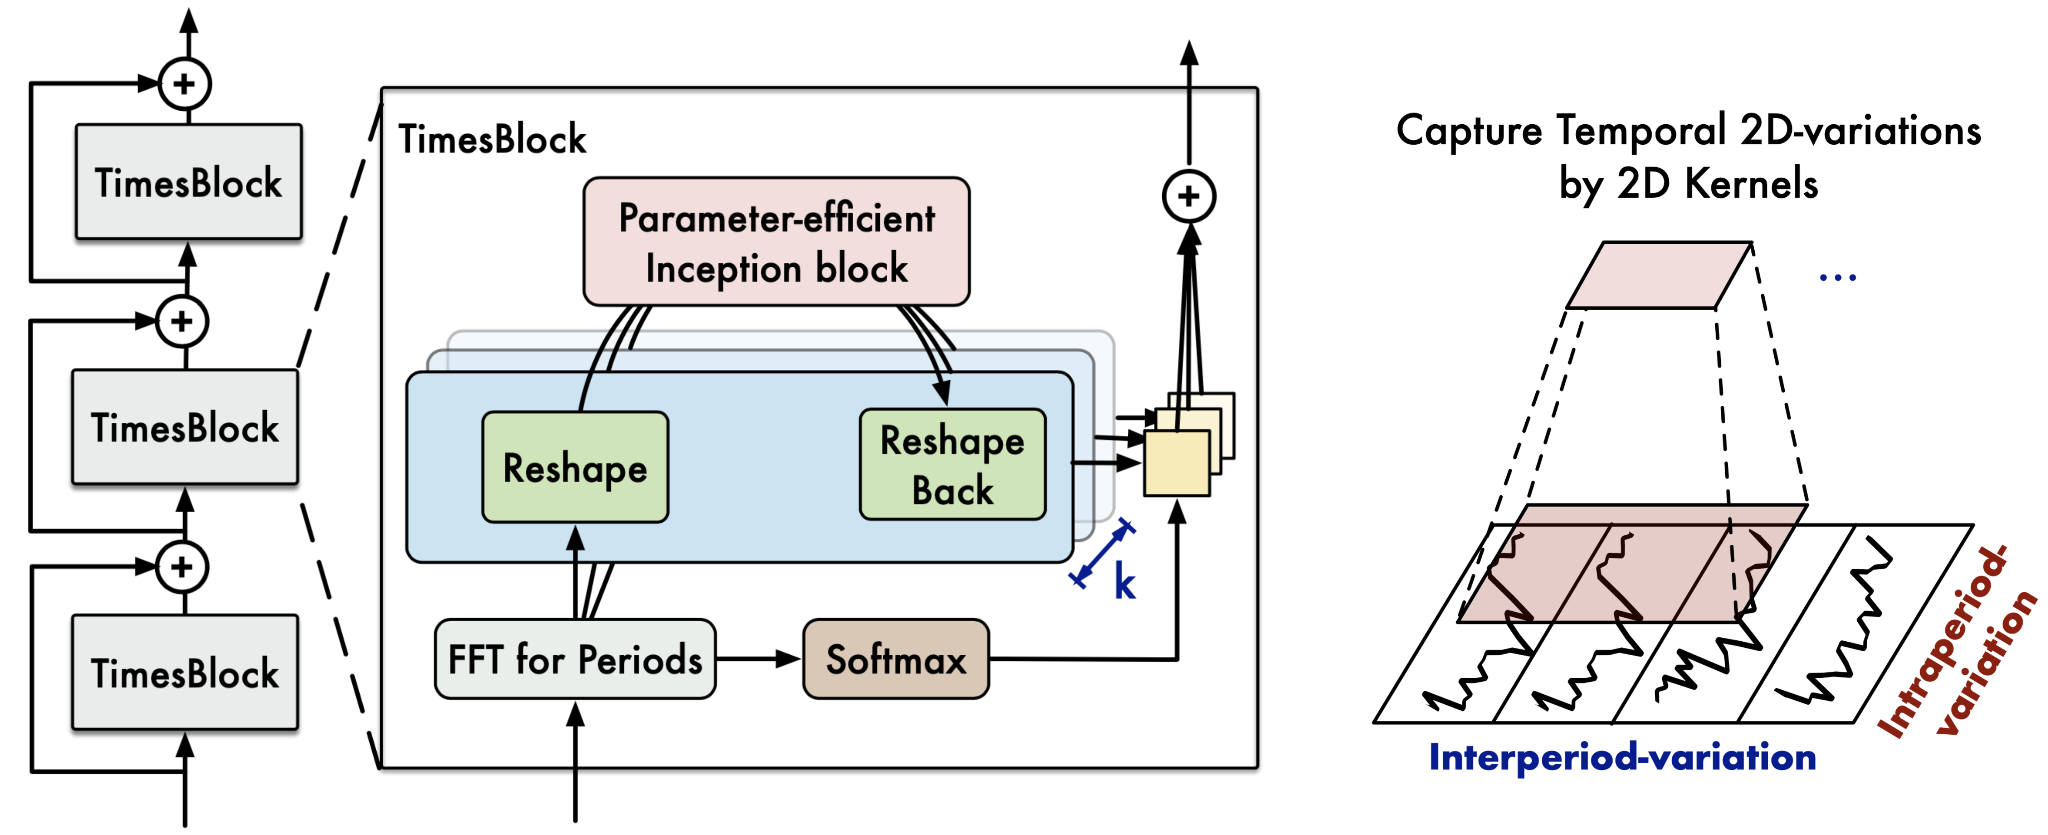 TimesBlock
TimesBlock
TimesBlock
TimesBlock
Parameter-efficient
Inception block
Reshape
Reshape
Back
k
FFT for Periods
Softmax
Capture Temporal 2D-variations
by 2D Kernels
...
Interperiod-variation
Intraperiod-
variation